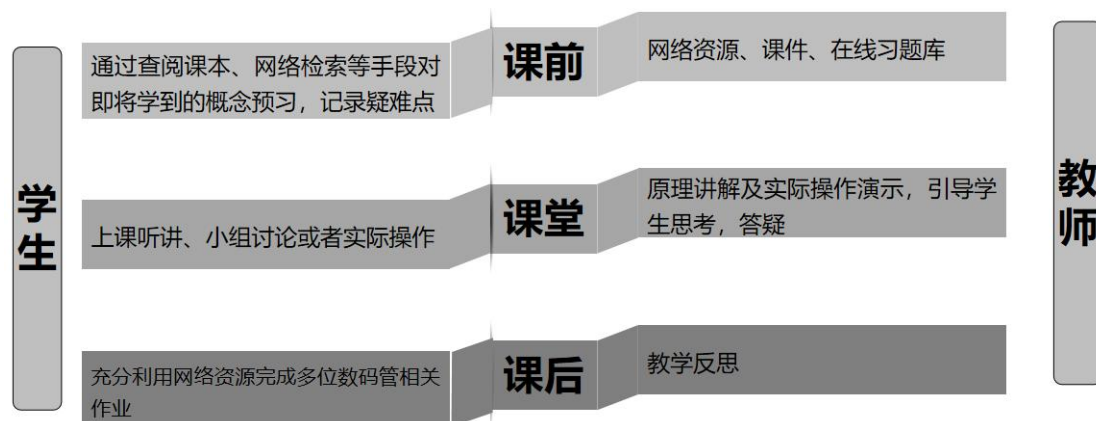 学生
通过查阅课本、网络检索等手段对
即将学到的概念预习，记录疑难点
课前
网络资源、课件、在线习题库
上课听讲、小组讨论或者实际操作
课堂
原理讲解及实际操作演示，引导学
生思考，答疑
充分利用网络资源完成多位数码管相关
作业
课后
教学反思
教师